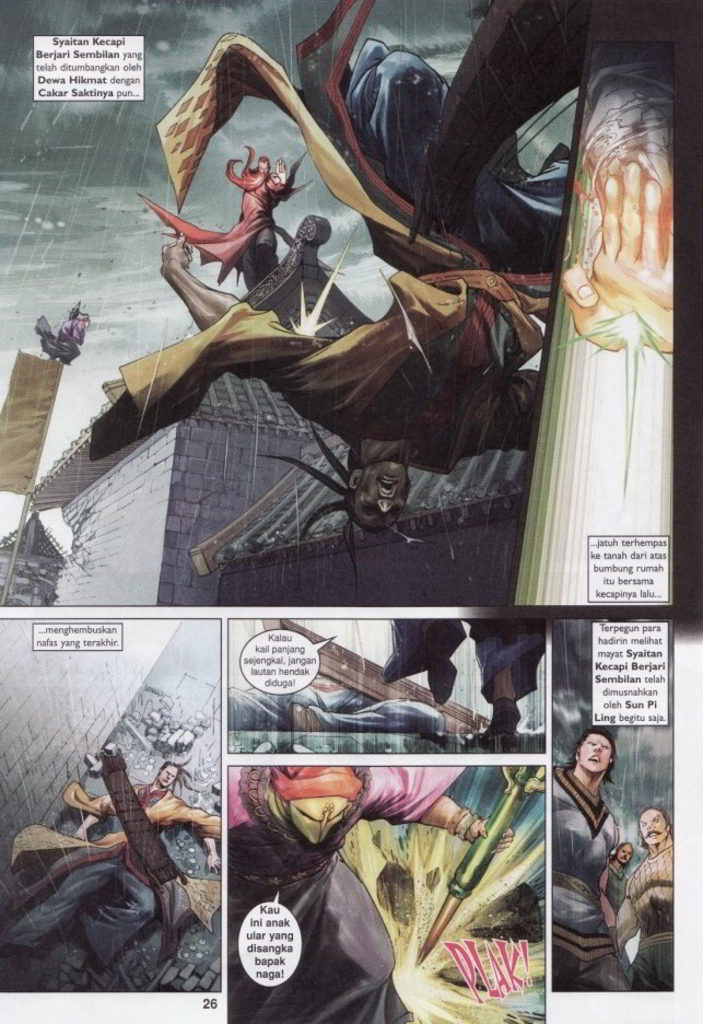 Syaitan Kecapi
Berjari Sembilan yang
telah ditumbangkan oleh
Dewa Hikmat dengan
Cakar Saktinya pun...
...jatuh terhempas
ke tanah dari atas
bumbung rumah
itu bersama
kecapinya lalu...
...menghembuskan
nafas yang terakhir.
Kalau
kail panjang
sejengkal, jangan
lautan hendak
diduga!
Kau
ini anak
ular yang
disangka
bapak
naga!
PLAK!
Terpegun para
hadirin melihat
mayat Syaitan
Kecapi Berjari
Sembilan telah
dimusnahkan
oleh Sun Pi
Ling begitu saja.
26